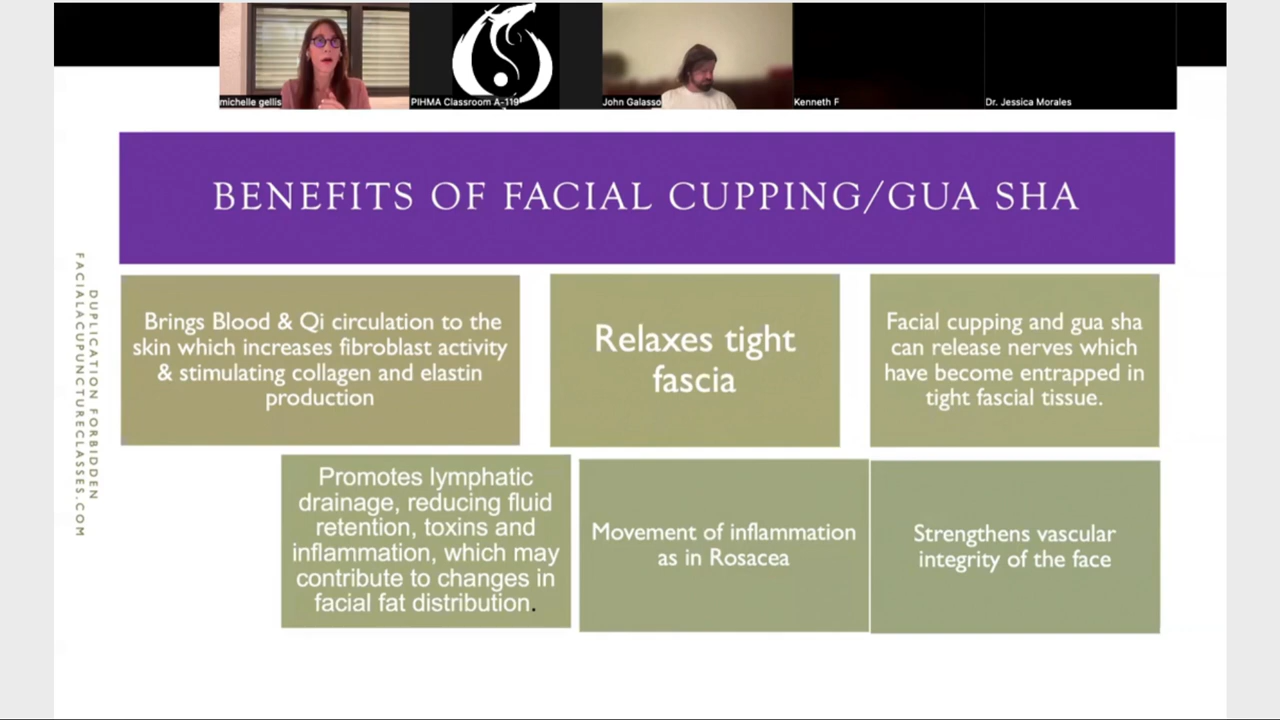 michelle gellis
PIHMA Classroom A-119
John Galasso
Kenneth F
Dr. Jessica Morales
BENEFITS OF FACIAL CUPPING/GUA SHA
DUPLICATION FORBIDDEN
FACIALACUPUNCTURECLASSES.COM
Brings Blood & Qi circulation to the
skin which increases fibroblast activity
& stimulating collagen and elastin
production
Relaxes tight
fascia
Facial cupping and gua sha
can release nerves which
have become entrapped in
tight fascial tissue.
Promotes lymphatic
drainage, reducing fluid
retention, toxins and
inflammation, which may
contribute to changes in
facial fat distribution.
Movement of inflammation
as in Rosacea
Strengthens vascular
integrity of the face